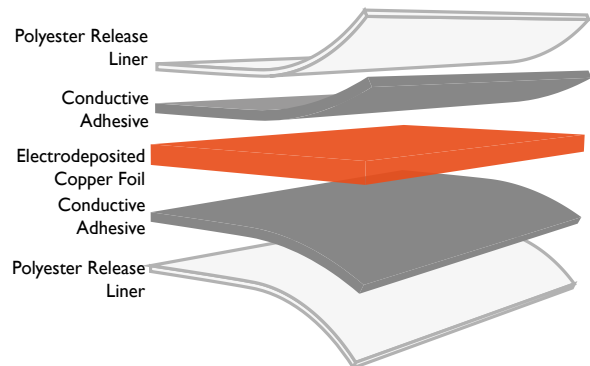 Polyester Release
Liner
Conductive
Adhesive
Electrodeposited
Copper Foil
Conductive
Adhesive
Polyester Release
Liner